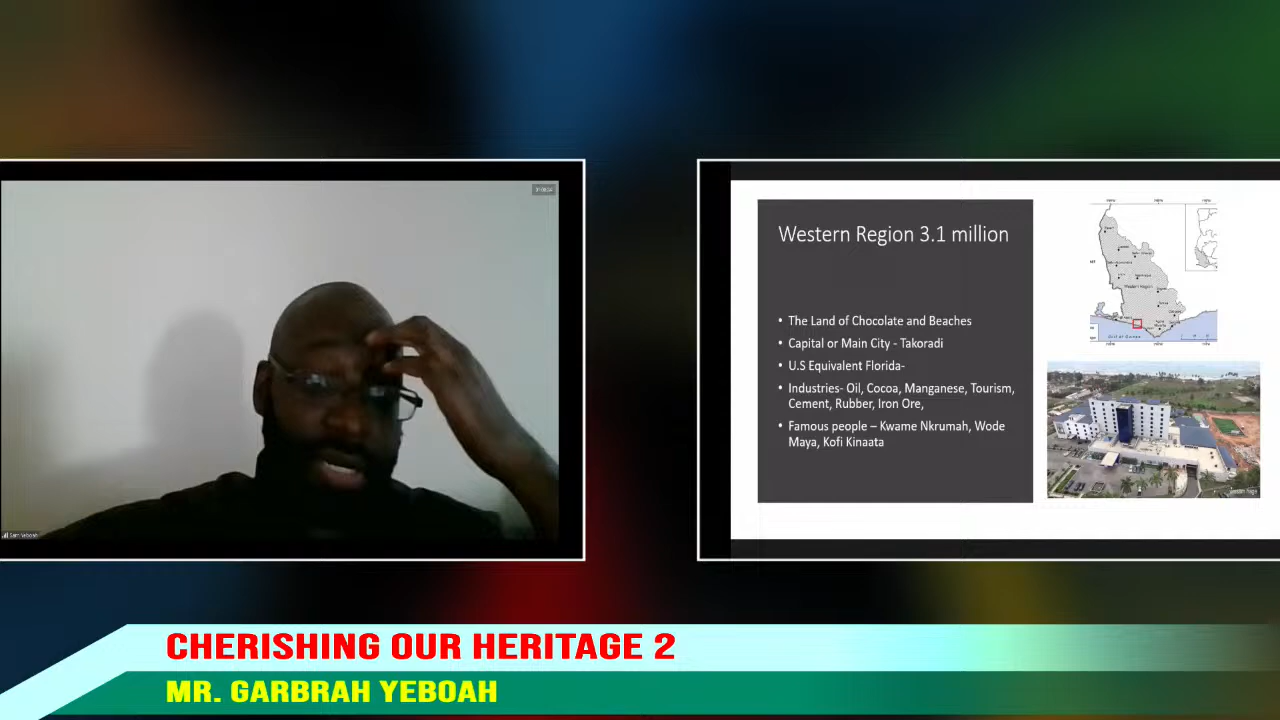 Western Region 3.1 million
• The Land of Chocolate and Beaches
• Capital or Main City - Takoradi
• U.S Equivalent Florida-
• Industries- Oil, Cocoa, Manganese, Tourism,
Cement, Rubber, Iron Ore,
• Famous people – Kwame Nkrumah, Wode
Maya, Kofi Kinaata
Western Region
CHERISHING OUR HERITAGE 2
MR. GARBRAH YEBOAH